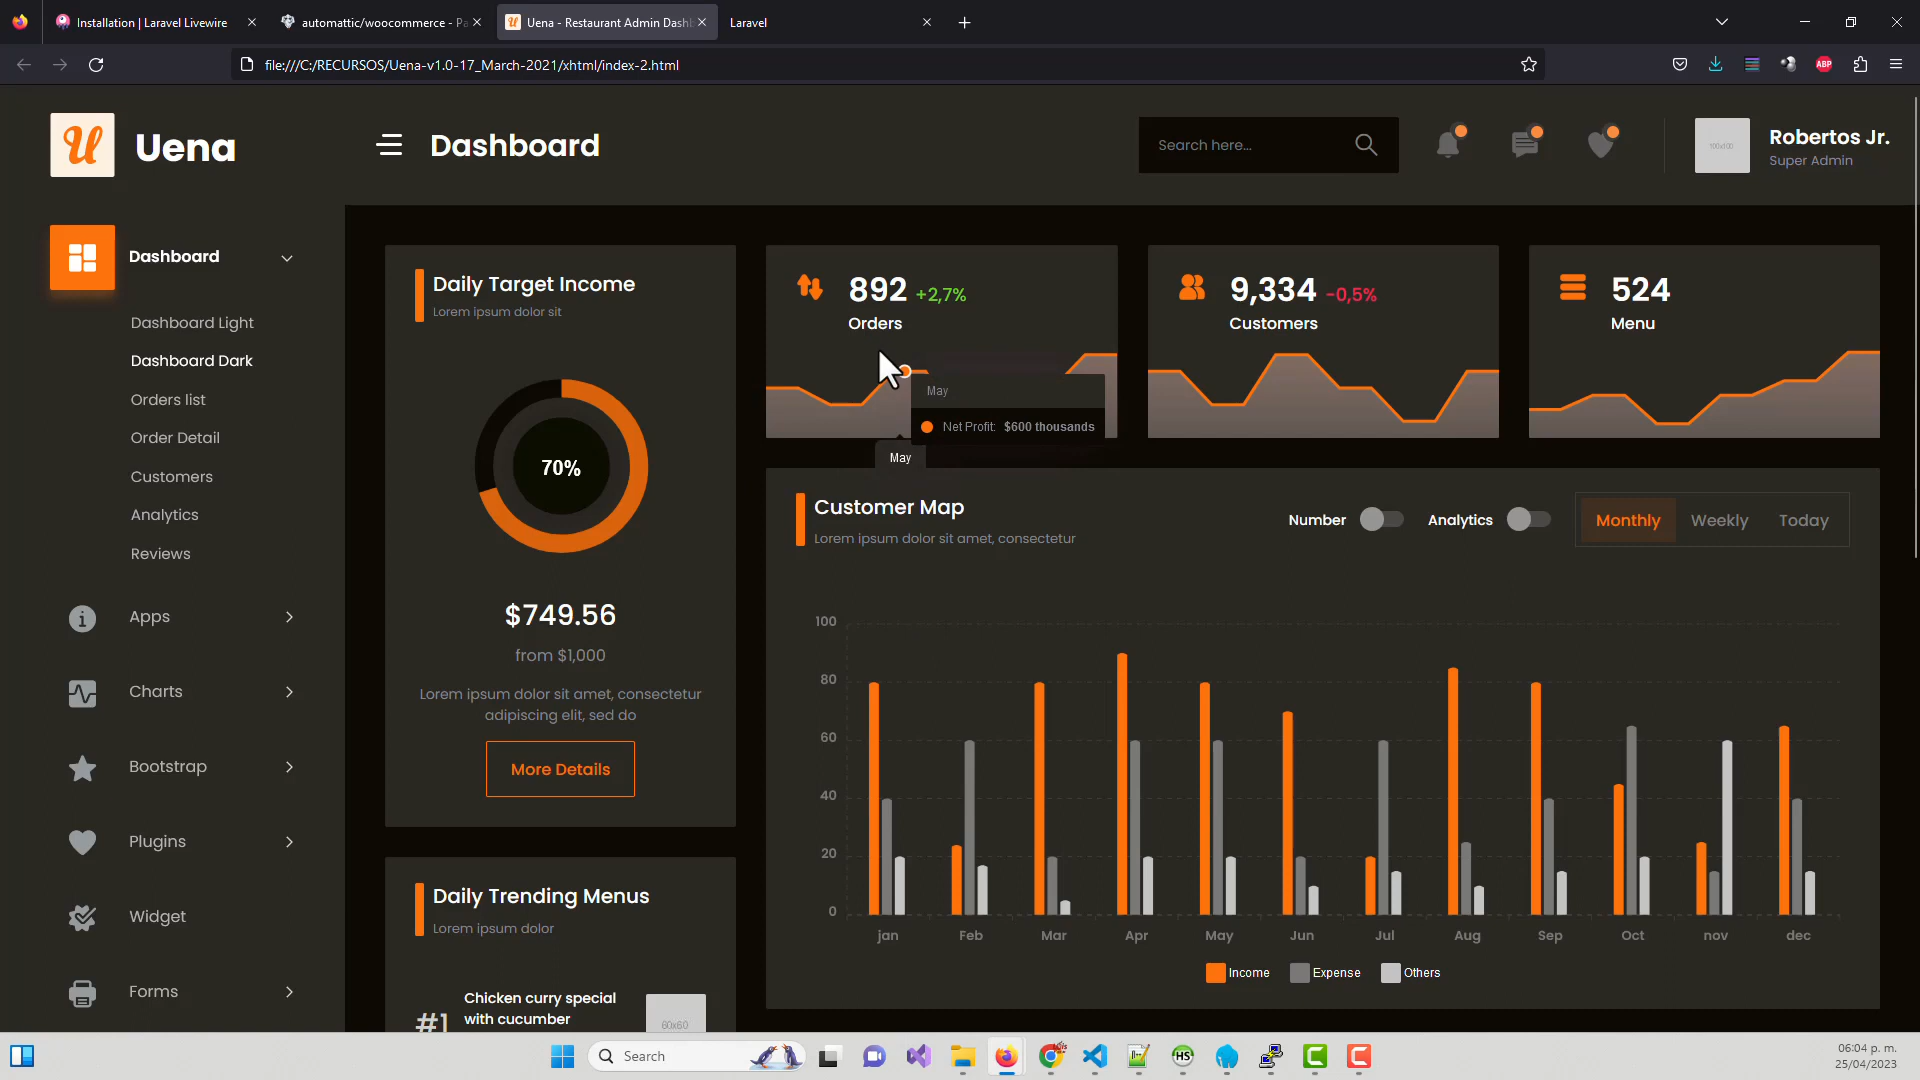 Installation | Laravel Livewire
automattic/woocommerce - Pa
Uena - Restaurant Admin Dashb
Laravel
file:///C:/RECURSOS/Uena-v1.0-17_March-2021/xhtml/index-2.html
ABP
u
Uena
Dashboard
Search here...
100x100
Robertos Jr.
Super Admin
Dashboard
Dashboard Light
Dashboard Dark
Orders list
Order Detail
Customers
Analytics
Reviews
Apps
Charts
Bootstrap
Plugins
Widget
Forms
Daily Target Income
Lorem ipsum dolor sit
70%
$749.56
from $1,000
Lorem ipsum dolor sit amet, consectetur
adipiscing elit, sed do
More Details
Daily Trending Menus
Lorem ipsum dolor
#1
Chicken curry special
with cucumber
60x60
892 +2,7%
Orders
May
Net Profit: $600 thousands
May
9,334 -0,5%
Customers
524
Menu
Customer Map
Lorem ipsum dolor sit amet, consectetur
Number
Analytics
Monthly
Weekly
Today
100
80
60
40
20
0
jan
Feb
Mar
Apr
May
Jun
Jul
Aug
Sep
Oct
nov
dec
Income
Expense
Others
Search
HS
06:04 p. m.
25/04/2023